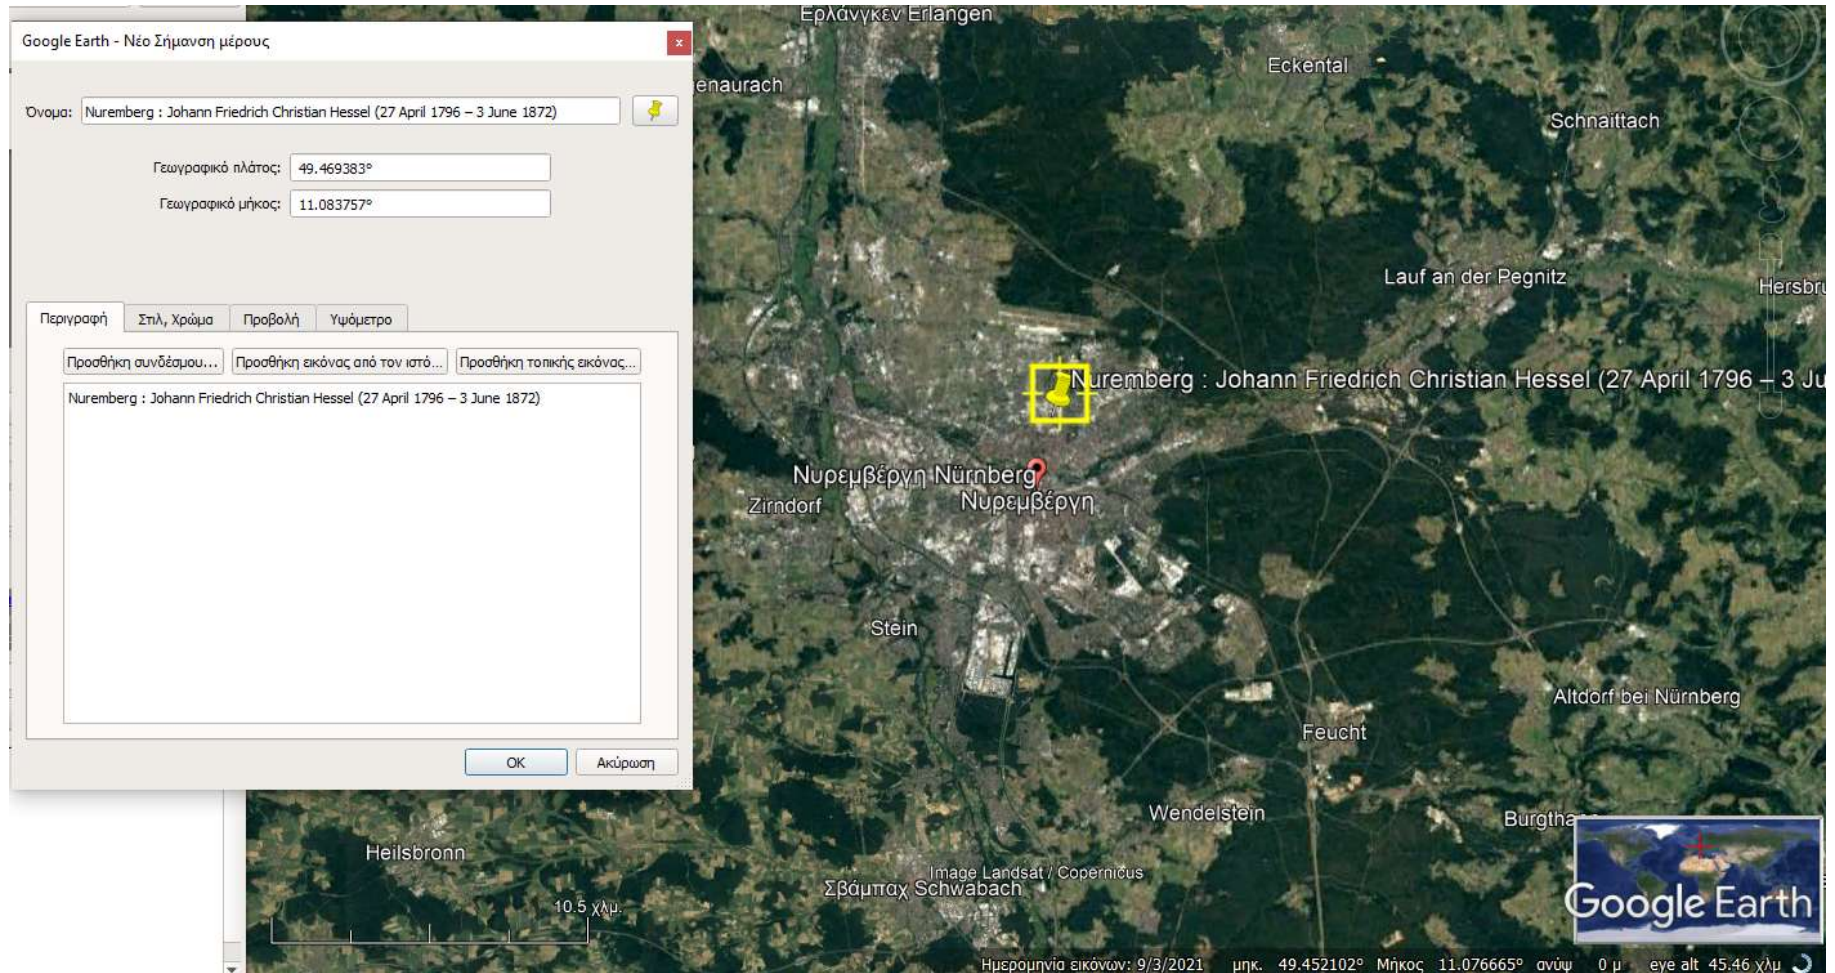 Google Earth - Νέο Σήμανση μέρους
Όνομα: Nuremberg : Johann Friedrich Christian Hessel (27 April 1796 – 3 June 1872)
Γεωγραφικό πλάτος: 49.469383°
Γεωγραφικό μήκος: 11.083757°
Περιγραφή Στιλ, Χρώμα Προβολή Υψόμετρο
Προσθήκη συνδέσμου... Προσθήκη εικόνας από τον ιστό... Προσθήκη τοπικής εικόνας...
Nuremberg : Johann Friedrich Christian Hessel (27 April 1796 – 3 June 1872)
OK Ακύρωση
Ερλάνγκεν Erlangen
Eckental
enaurach
Schnaittach
Lauf an der Pegnitz
Hersbru
Nuremberg : Johann Friedrich Christian Hessel (27 April 1796 – 3 Ju
Νυρεμβέργη Nürnberg
Νυρεμβέργη
Zirndorf
Stein
Altdorf bei Nürnberg
Feucht
Wendelstein
Burgtha
Heilsbronn
Image Landsat / Copernicus
Σβάμπαχ Schwabach
10.5 χλμ.
Google Earth
Ημερομηνία εικόνων: 9/3/2021 μηκ. 49.452102° Μήκος 11.076665° ανύψ 0 μ eye alt 45.46 χλμ